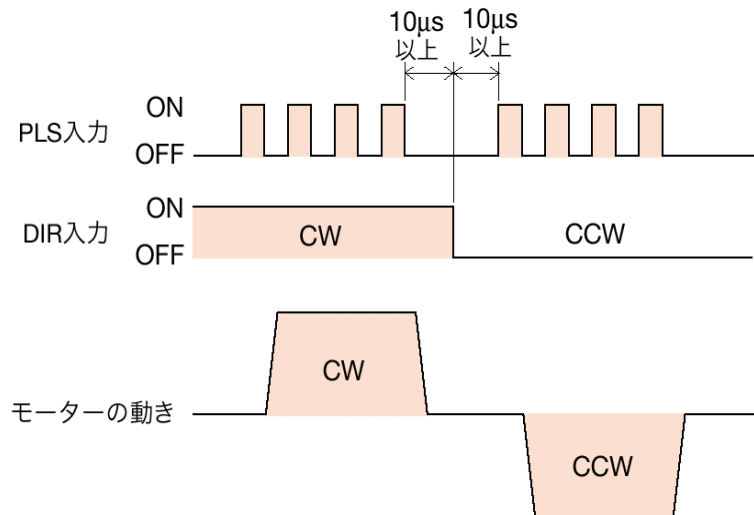 10μs 10μs
以上 以上
ON
PLS入力
OFF
ON
DIR入力 CW CCW
OFF
CW
モーターの動き
CCW